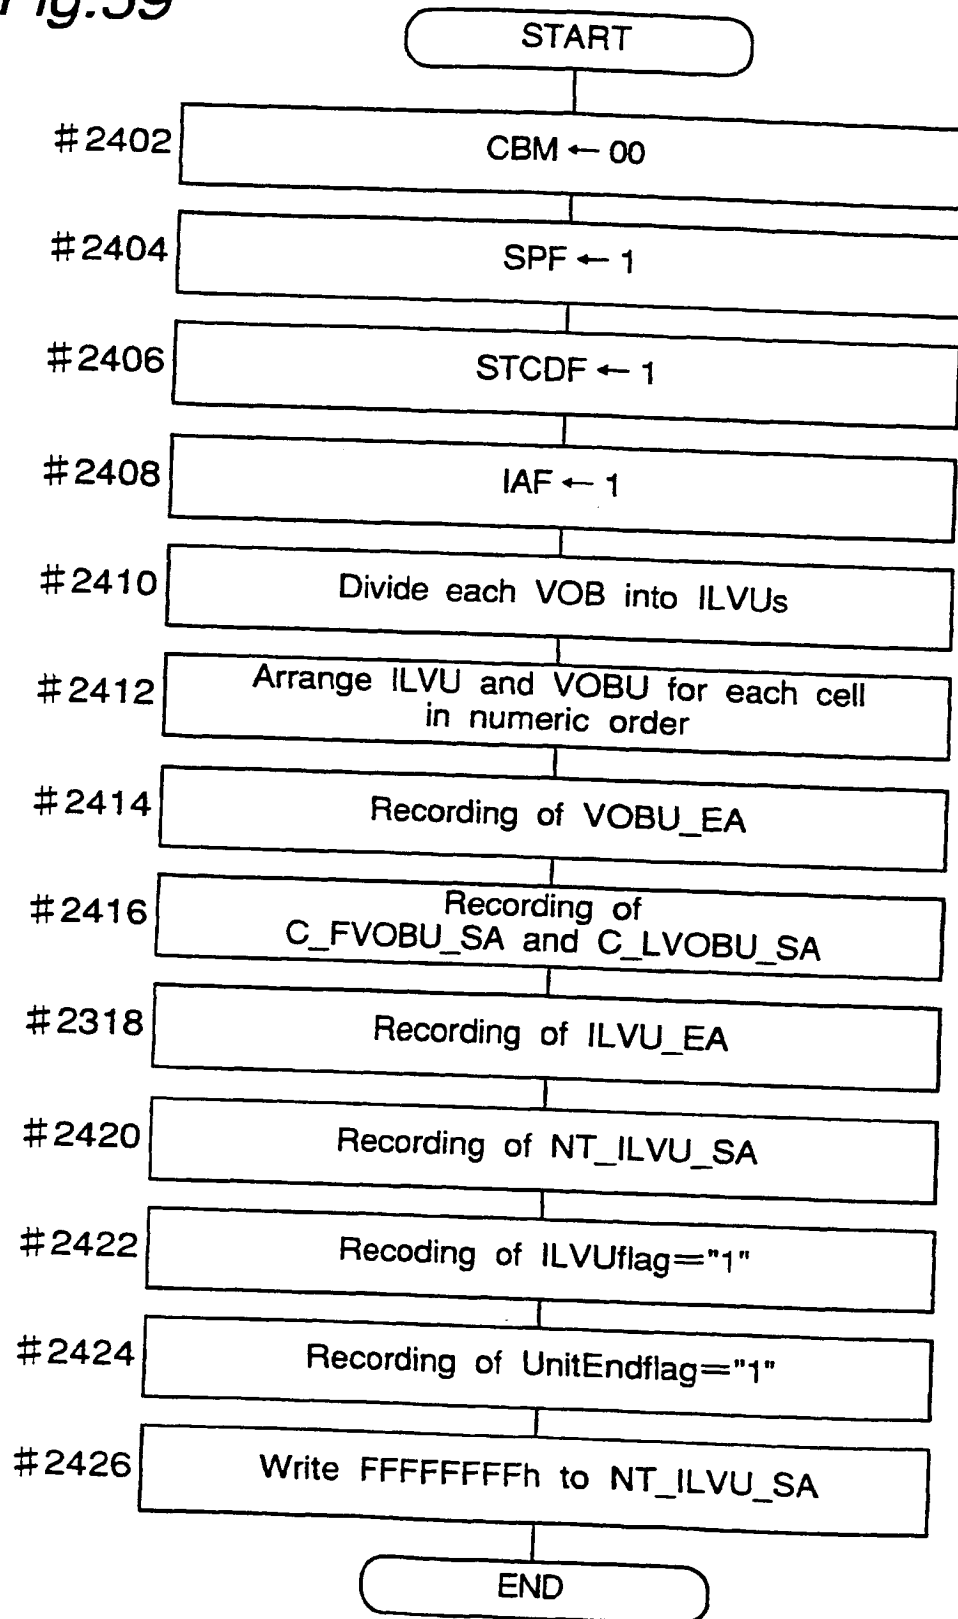 Fig.59
START
#2402 CBM ← 00
#2404 SPF ← 1
#2406 STCDF ← 1
#2408 IAF ← 1
#2410 Divide each VOB into ILVUs
#2412 Arrange ILVU and VOBU for each cell
in numeric order
#2414 Recording of VOBU_EA
#2416 Recording of
C_FVOBU_SA and C_LVOBU_SA
#2318 Recording of ILVU_EA
#2420 Recording of NT_ILVU_SA
#2422 Recoding of ILVUflag="1"
#2424 Recording of UnitEndflag="1"
#2426 Write FFFFFFFFh to NT_ILVU_SA
END